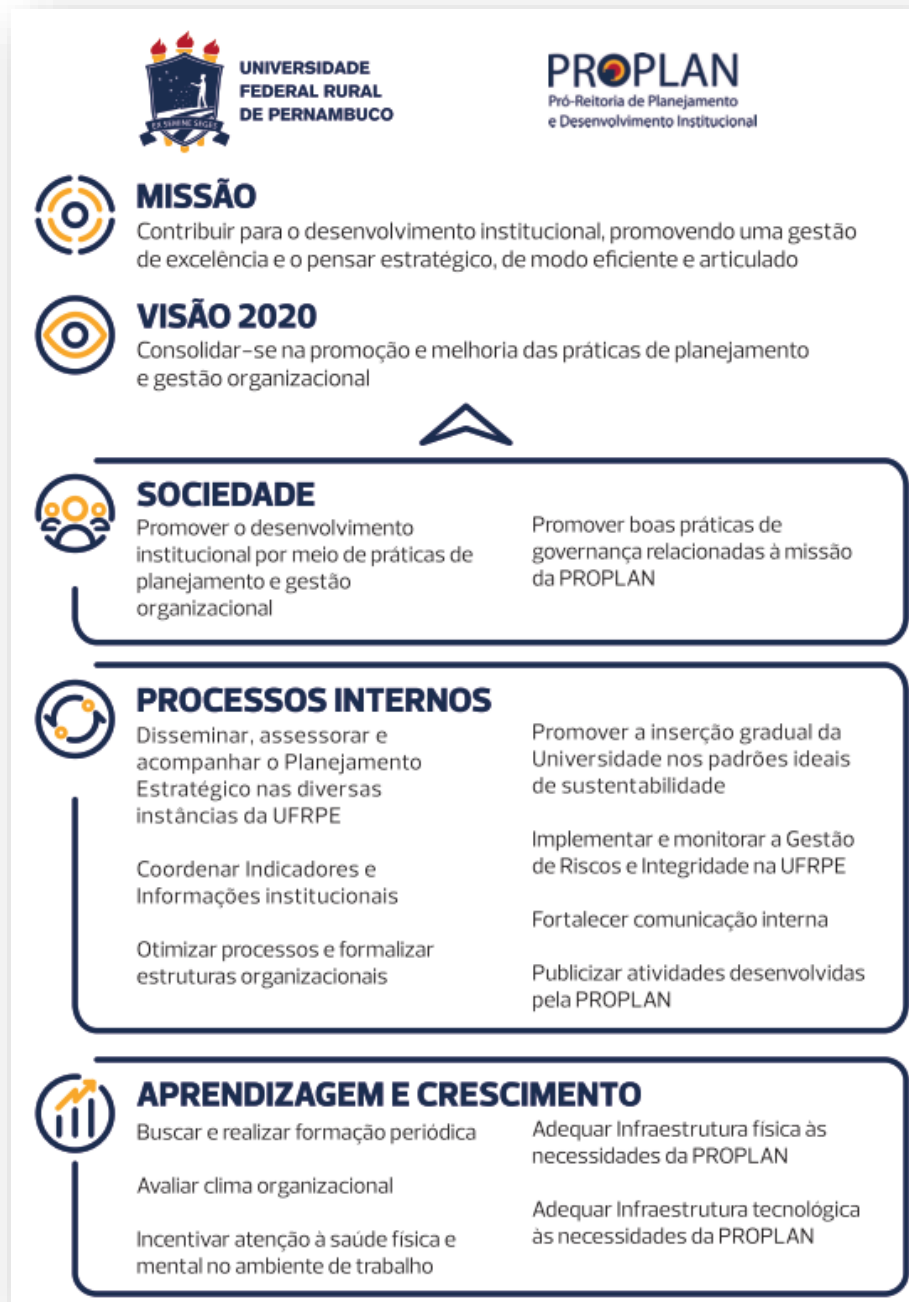 UNIVERSIDADE
FEDERAL RURAL
DE PERNAMBUCO
EX SEMINE SEGES
PROPLAN
Pró-Reitoria de Planejamento
e Desenvolvimento Institucional
MISSÃO
Contribuir para o desenvolvimento institucional, promovendo uma gestão
de excelência e o pensar estratégico, de modo eficiente e articulado
VISÃO 2020
Consolidar-se na promoção e melhoria das práticas de planejamento
e gestão organizacional
SOCIEDADE
Promover o desenvolvimento
institucional por meio de práticas de
planejamento e gestão
organizacional
Promover boas práticas de
governança relacionadas à missão
da PROPLAN
PROCESSOS INTERNOS
Disseminar, assessorar e
acompanhar o Planejamento
Estratégico nas diversas
instâncias da UFRPE
Coordenar Indicadores e
Informações institucionais
Otimizar processos e formalizar
estruturas organizacionais
Promover a inserção gradual da
Universidade nos padrões ideais
de sustentabilidade
Implementar e monitorar a Gestão
de Riscos e Integridade na UFRPE
Fortalecer comunicação interna
Publicizar atividades desenvolvidas
pela PROPLAN
APRENDIZAGEM E CRESCIMENTO
Buscar e realizar formação periódica
Avaliar clima organizacional
Incentivar atenção à saúde física e
mental no ambiente de trabalho
Adequar Infraestrutura física às
necessidades da PROPLAN
Adequar Infraestrutura tecnológica
às necessidades da PROPLAN